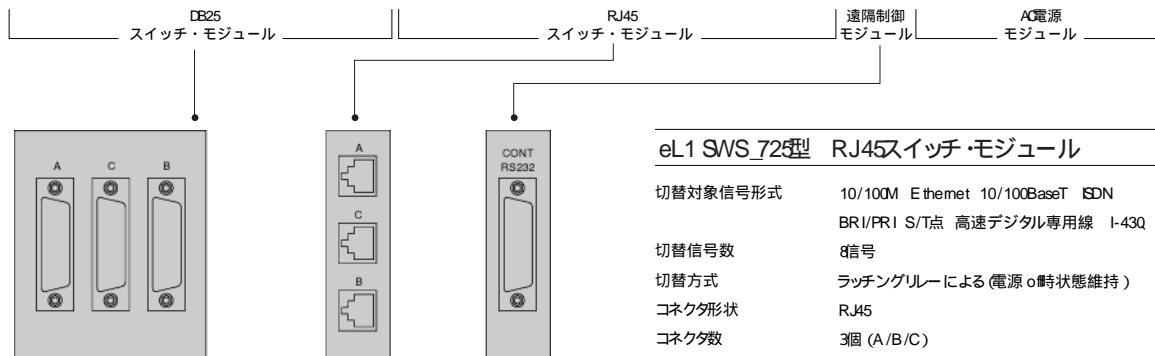 DB25
スイッチ・モジュール
RJ45
スイッチ・モジュール
遠隔制御
モジュール
AC電源
モジュール
A C B
A
C
B
CONT
RS232
eL1 SWS_725型 RJ45スイッチ・モジュール
切替対象信号形式 10/100M Ethernet 10/100BaseT ISDN
BRI/PRI S/T点 高速デジタル専用線 I-430,
切替信号数 8信号
切替方式 ラッチングリレーによる(電源off時状態維持)
コネクタ形状 RJ45
コネクタ数 3個 (A/B/C)